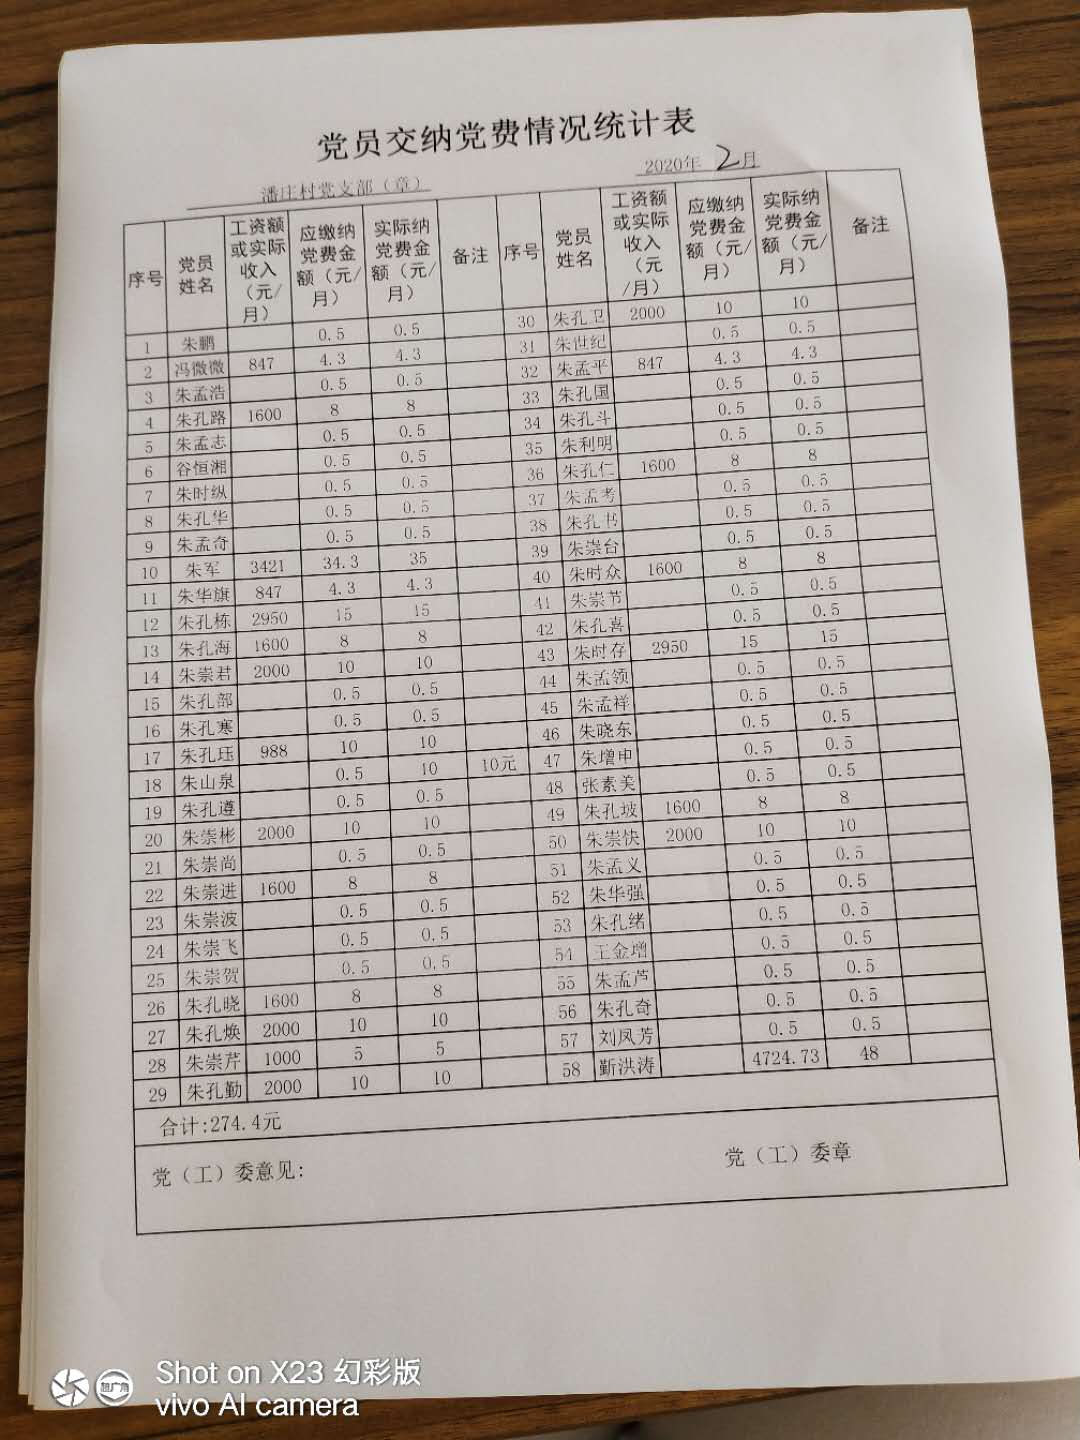 党员交纳党费情况统计表
潘庄村党支部（章） 2020年 2月
序号 党员姓名 工资额或实际收入（元/月） 应缴纳党费金额（元/月） 实际纳党费金额（元/月） 备注 序号 党员姓名 工资额或实际收入（元/月） 应缴纳党费金额（元/月） 实际纳党费金额（元/月） 备注
1 朱鹏 0.5 0.5 30 朱孔卫 2000 10 10
2 冯微微 847 4.3 4.3 31 朱世纪 0.5 0.5
3 朱孟浩 0.5 0.5 32 朱孟平 847 4.3 4.3
4 朱孔路 1600 8 8 33 朱孔国 0.5 0.5
5 朱孟志 0.5 0.5 34 朱孔斗 0.5 0.5
6 谷恒湘 0.5 0.5 35 朱利明 0.5 0.5
7 朱时纵 0.5 0.5 36 朱孔仁 1600 8 8
8 朱孔华 0.5 0.5 37 朱孟考 0.5 0.5
9 朱孟奇 0.5 0.5 38 朱孔书 0.5 0.5
10 朱军 3421 34.3 35 39 朱崇台 0.5 0.5
11 朱华旗 847 4.3 4.3 40 朱时众 1600 8 8
12 朱孔栋 2950 15 15 41 朱崇节 0.5 0.5
13 朱孔海 1600 8 8 42 朱孔喜 0.5 0.5
14 朱崇君 2000 10 10 43 朱时存 2950 15 15
15 朱孔部 0.5 0.5 44 朱孟领 0.5 0.5
16 朱孔寒 0.5 0.5 45 朱孟祥 0.5 0.5
17 朱孔珏 988 10 10 46 朱晓东 0.5 0.5
18 朱山泉 0.5 10 10元 47 朱增申 0.5 0.5
19 朱孔遵 0.5 0.5 48 张素美 0.5 0.5
20 朱崇彬 2000 10 10 49 朱孔坡 1600 8 8
21 朱崇尚 0.5 0.5 50 朱崇快 2000 10 10
22 朱崇进 1600 8 8 51 朱孟义 0.5 0.5
23 朱崇波 0.5 0.5 52 朱华强 0.5 0.5
24 朱崇飞 0.5 0.5 53 朱孔绪 0.5 0.5
25 朱崇贺 0.5 0.5 54 王金增 0.5 0.5
26 朱孔晓 1600 8 8 55 朱孟芦 0.5 0.5
27 朱孔焕 2000 10 10 56 朱孔奇 0.5 0.5
28 朱崇芹 1000 5 5 57 刘凤芳 0.5 0.5
29 朱孔勤 2000 10 10 58 靳洪涛 4724.73 48
合计:274.4元
党（工）委意见: 党（工）委章
Shot on X23 幻彩版
vivo AI camera
超广角